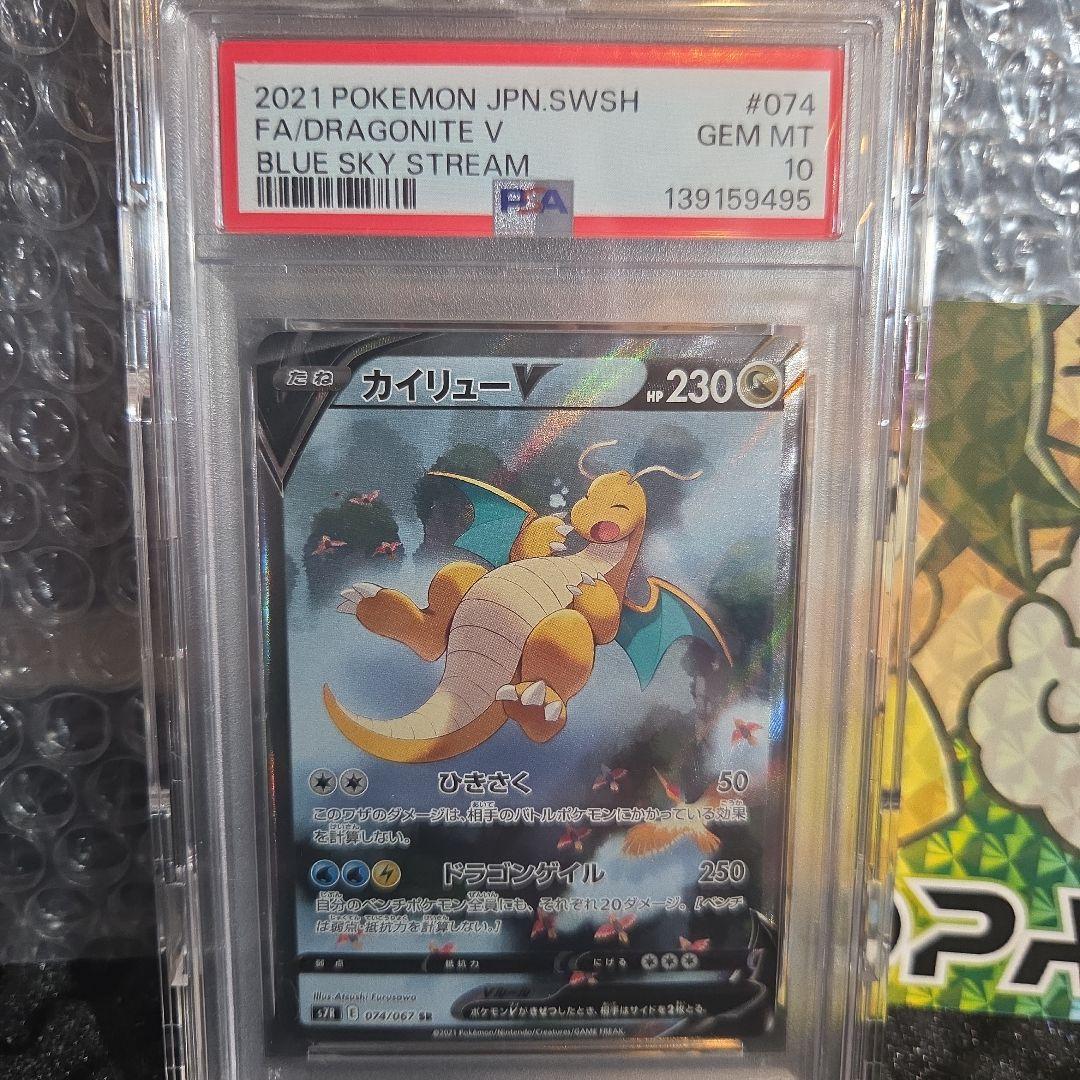 2021 POKEMON JPN.SWSH #074
FA/DRAGONITE V GEM MT
BLUE SKY STREAM 10
PSA 139159495
たね カイリューV HP 230
ひきさく 50
このワザのダメージは、相手のバトルポケモンにかかっている効果
を計算しない。
ドラゴンゲイル 250
自分のベンチポケモン全員にも、それぞれ20ダメージ。[ベンチ
は弱点・抵抗力を計算しない。]
弱点 抵抗力 にげる
Illus. Atsushi Furusawa
Vルール
S7R E 074/067 SR ポケモンVがきぜつしたとき、相手はサイドを2枚とる。
©2021 Pokémon/Nintendo/Creatures/GAME FREAK.